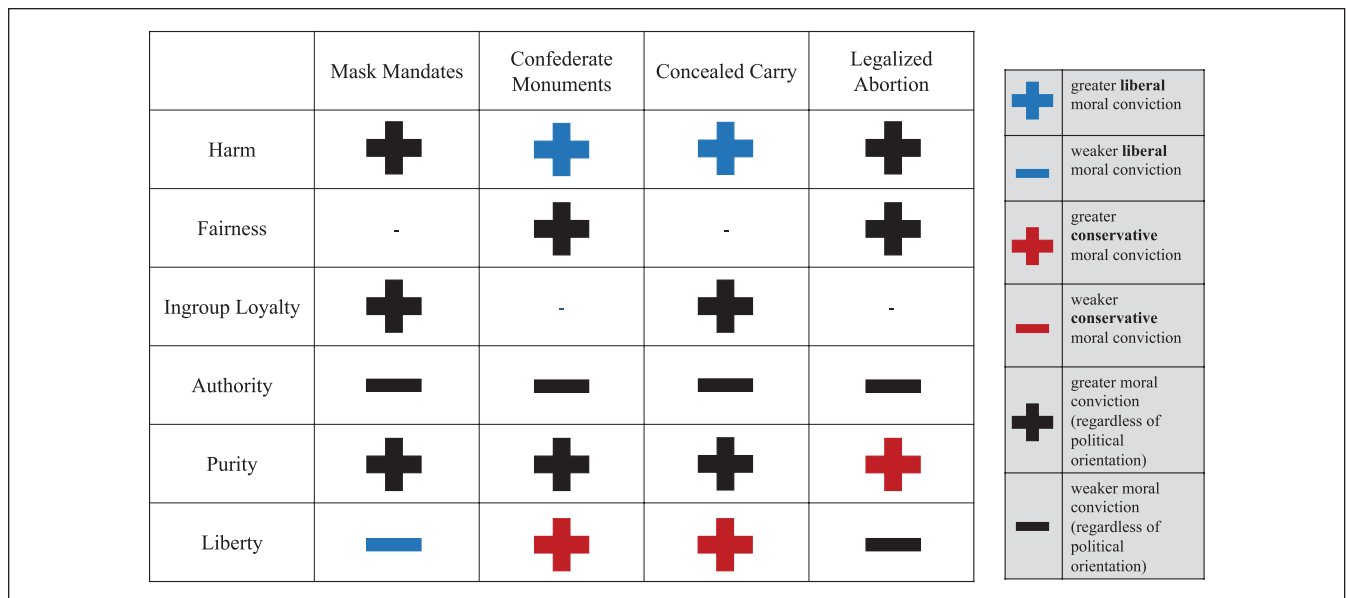 Mask Mandates
Confederate
Monuments
Concealed Carry
Legalized
Abortion
Harm
Fairness
-
-
Ingroup Loyalty
-
-
Authority
Purity
Liberty
greater liberal
moral conviction
weaker liberal
moral conviction
greater
conservative
moral conviction
weaker
conservative
moral conviction
greater moral
conviction
(regardless of
political
orientation)
weaker moral
conviction
(regardless of
political
orientation)